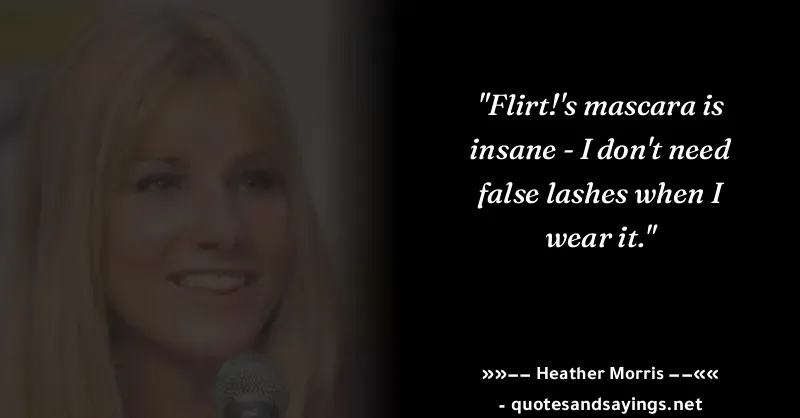 "Flirt!'s mascara is
insane - I don't need
false lashes when I
wear it."
»»–– Heather Morris ––««
- quotesandsayings.net